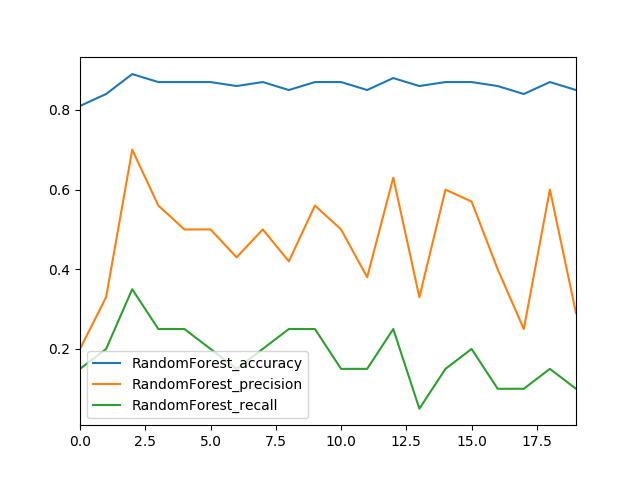 0.8
0.6
0.4
0.2
RandomForest_accuracy
RandomForest_precision
RandomForest_recall
0.0 2.5 5.0 7.5 10.0 12.5 15.0 17.5